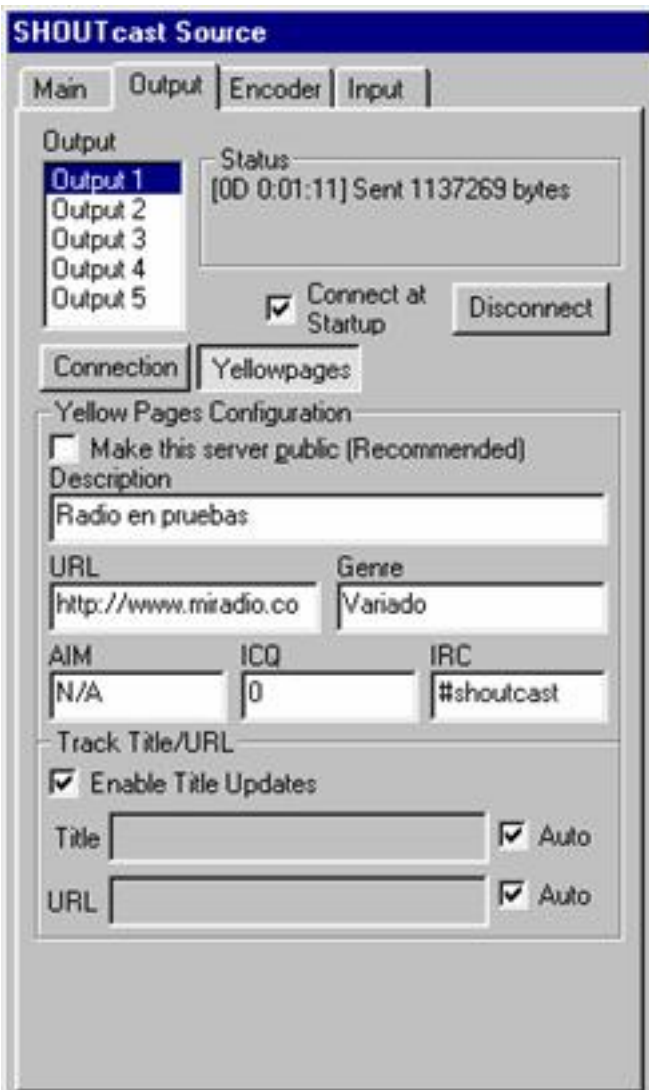 SHOUTcast Source
Main Output Encoder Input
Output
Output 1
Output 2
Output 3
Output 4
Output 5
Status
[0D 0:01:11] Sent 1137269 bytes
Connect at
Startup
Disconnect
Connection Yellowpages
Yellow Pages Configuration
Make this server public (Recommended)
Description
Radio en pruebas
URL Genre
http://www.miradio.co Variado
AIM ICQ IRC
N/A 0 #shoutcast
Track Title/URL
Enable Title Updates
Title Auto
URL Auto